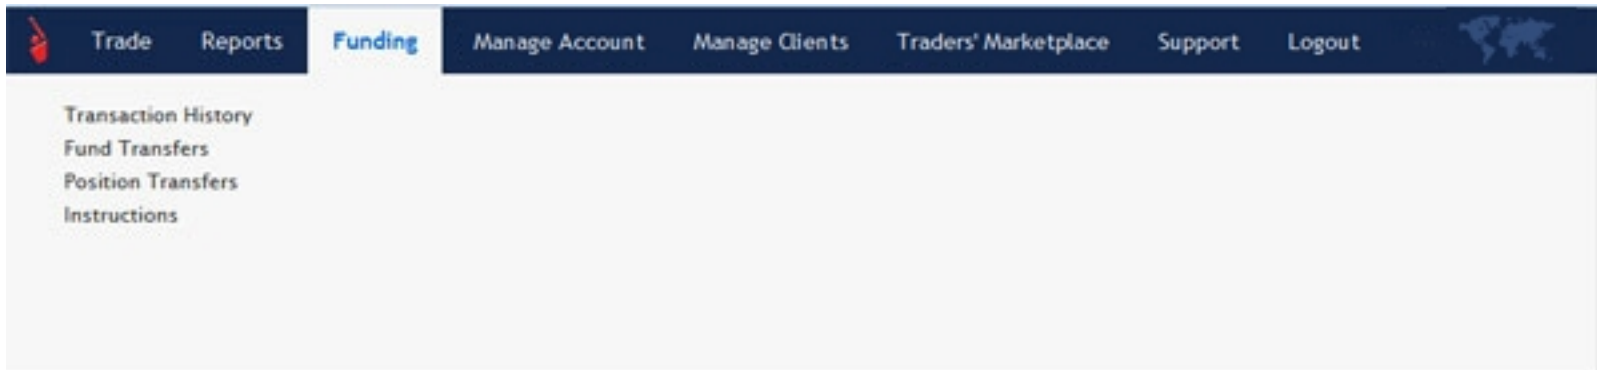 Trade Reports Funding Manage Account Manage Clients Traders' Marketplace Support Logout
Transaction History
Fund Transfers
Position Transfers
Instructions